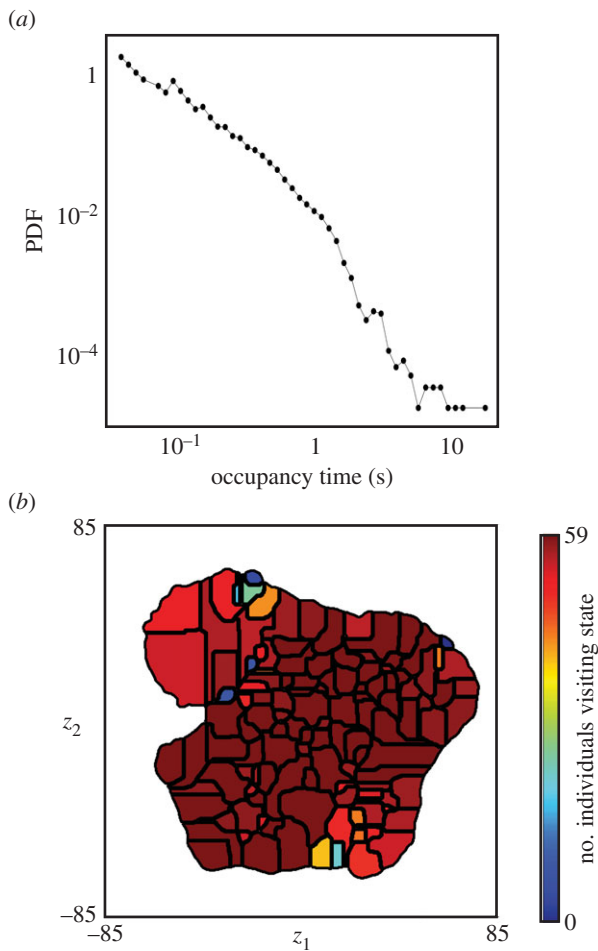 (a)
1
10⁻²
10⁻⁴
PDF
10⁻¹ 1 10
occupancy time (s)
(b)
85
z₂
−85
−85 z₁ 85
59
0
no. individuals visiting state